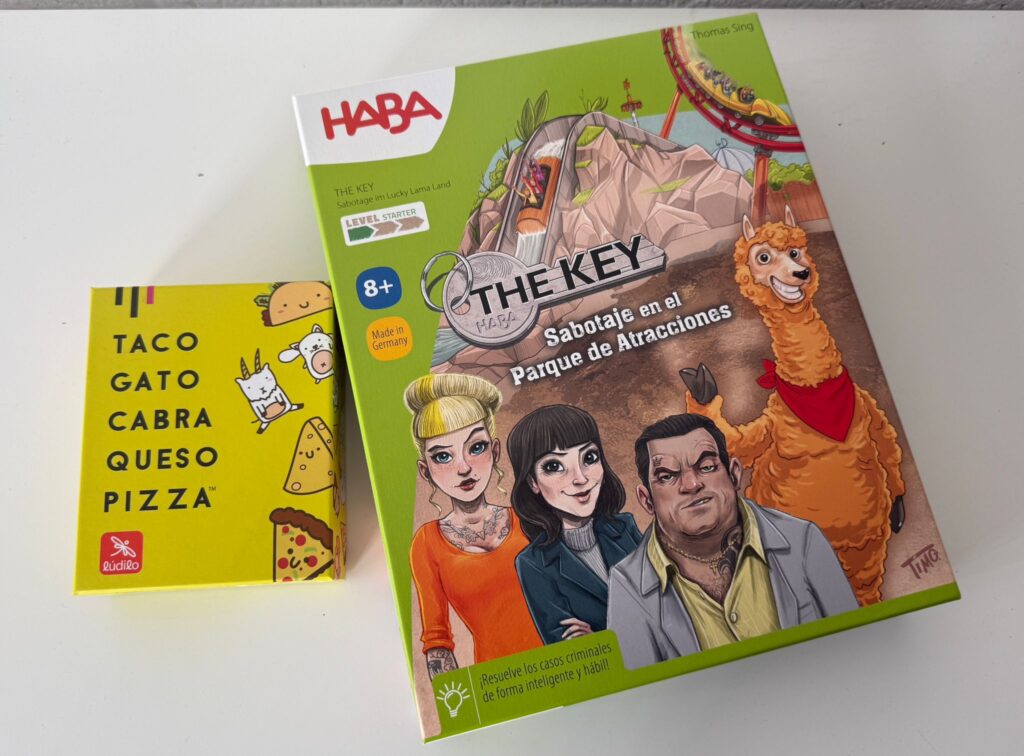 TACO
GATO
CABRA
QUESO
PIZZA™
lúdilo
HABA
Thomas Sing
THE KEY
Sabotage im Lucky Lama Land
LEVEL STARTER
8+
Made in
Germany
THE KEY
HABA
Sabotaje en el
Parque de Atracciones
TIMO
¡Resuelve los casos criminales
de forma inteligente y hábil!